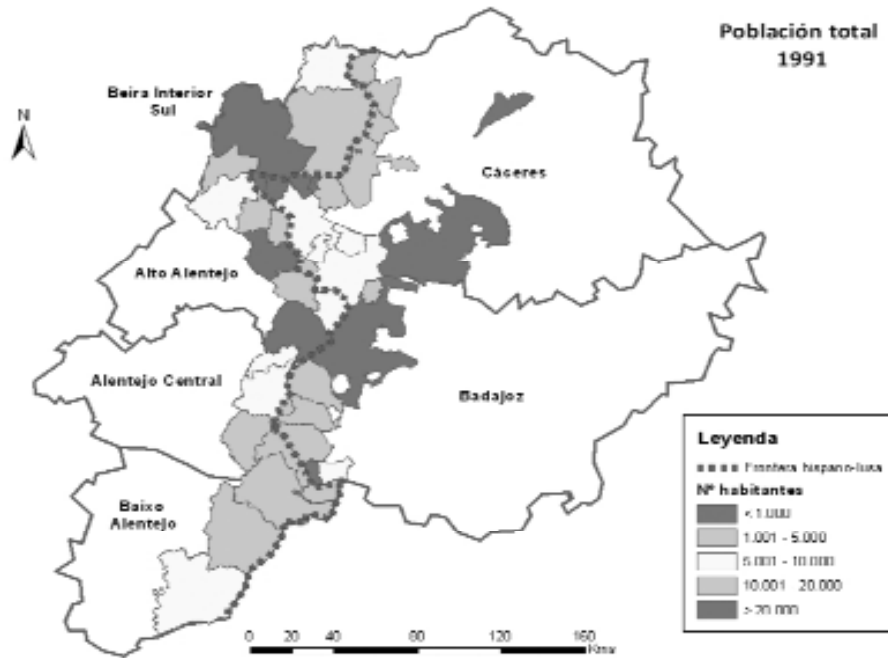 Población total
1991
Beira Interior
Sul
N
Cáseres
Alto Alentejo
Alentejo Central
Badajoz
Baixo
Alentejo
Leyenda
Frontera hispano-lusa
Nº habitantes
< 1.000
1.001 - 5.000
5.001 - 10.000
10.001 - 20.000
> 20.000
0 20 40 80 120 160
Kms